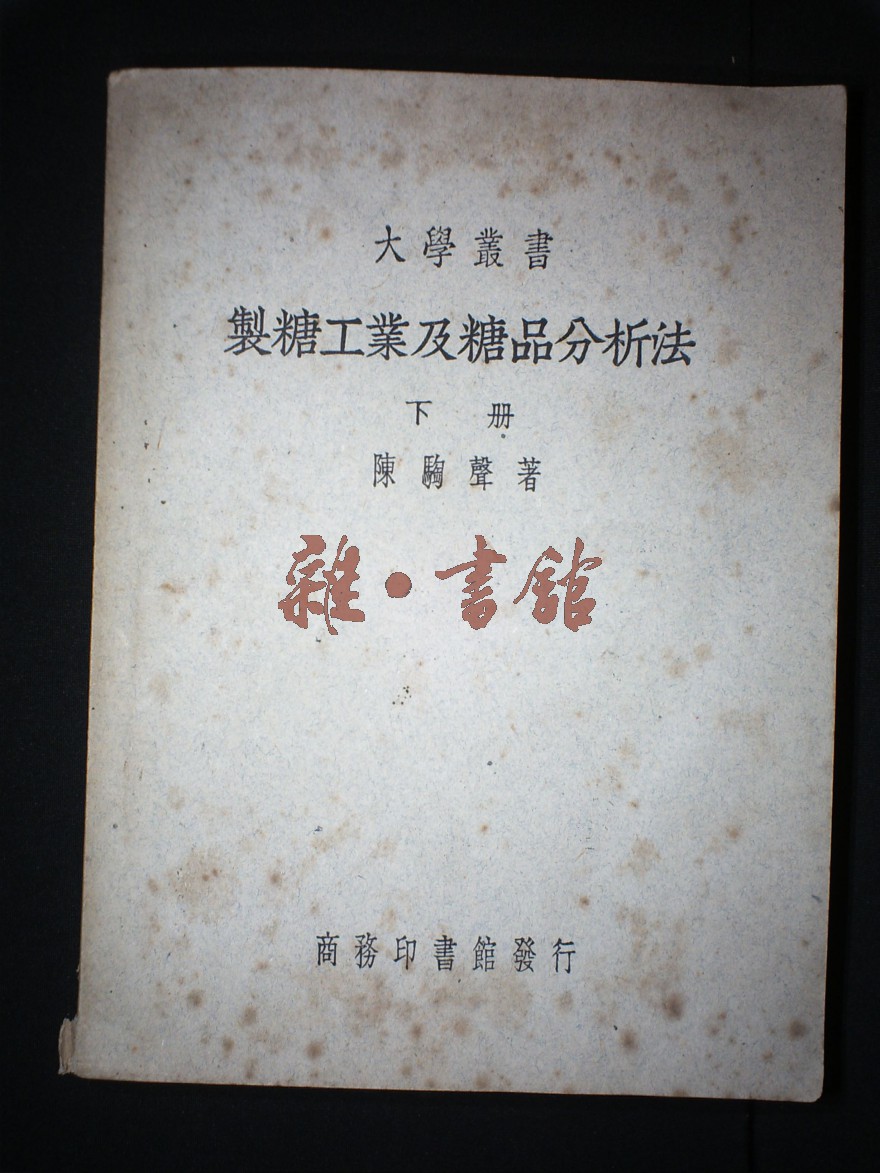 大學叢書
製糖工業及糖品分析法
下册
陳騊聲著
雜·書館
商務印書館發行